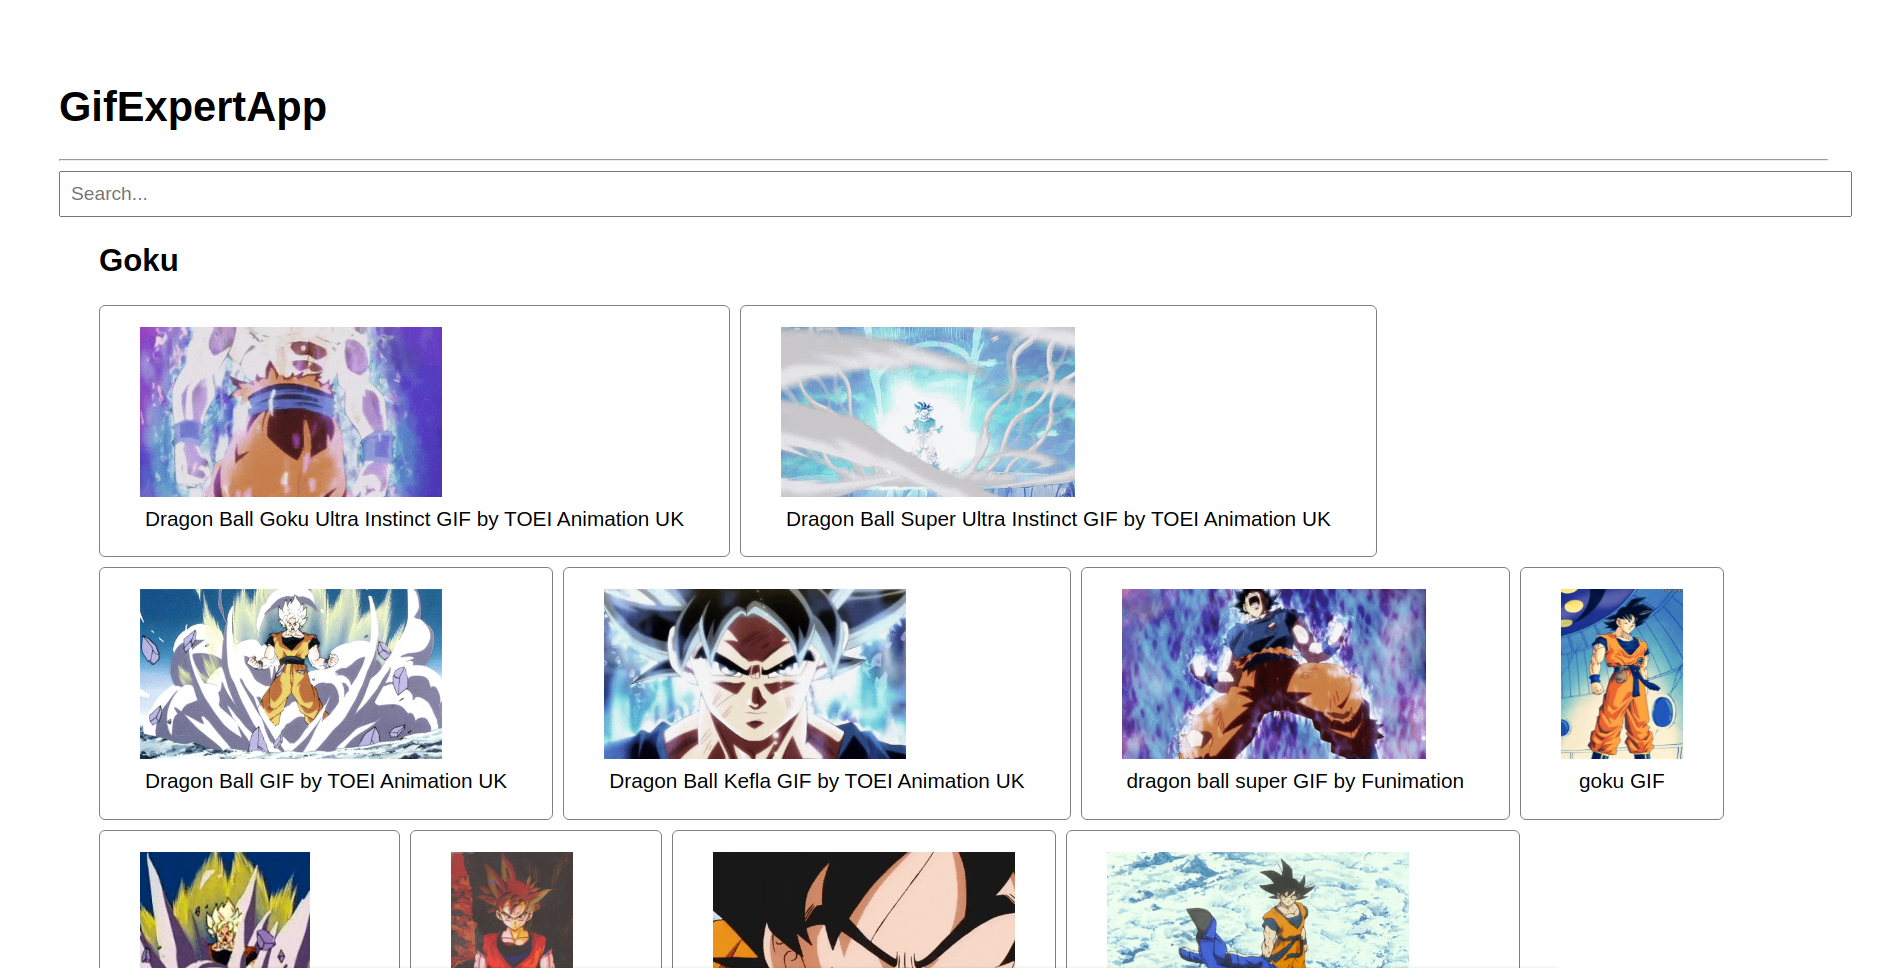 GifExpertApp
Search...
Goku
Dragon Ball Goku Ultra Instinct GIF by TOEI Animation UK
Dragon Ball Super Ultra Instinct GIF by TOEI Animation UK
Dragon Ball GIF by TOEI Animation UK
Dragon Ball Kefla GIF by TOEI Animation UK
dragon ball super GIF by Funimation
goku GIF